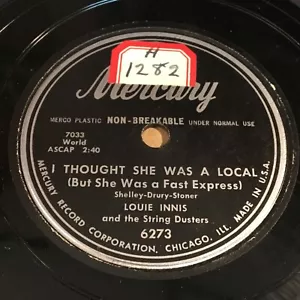 H
1282
Mercury
MERCO PLASTIC NON-BREAKABLE UNDER NORMAL USE
7033
World
ASCAP 2:40
I THOUGHT SHE WAS A LOCAL
(But She Was a Fast Express)
Shelley-Drury-Stoner
LOUIE INNIS
and the String Dusters
6273
MERCURY RECORD CORPORATION, CHICAGO, ILL. MADE IN U.S.A.